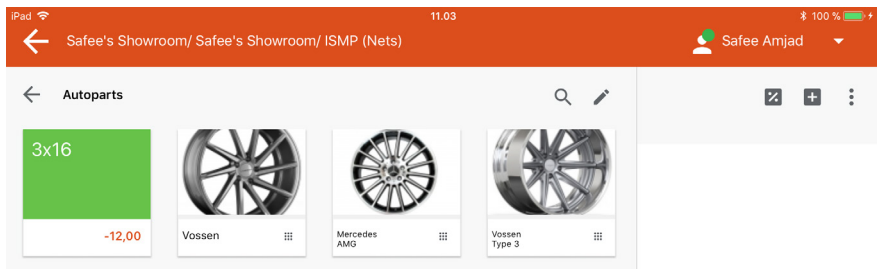 iPad 11.03 100 %
Safee's Showroom/ Safee's Showroom/ ISMP (Nets) Safee Amjad
Autoparts
3x16
-12,00
Vossen
Mercedes
AMG
Vossen
Type 3